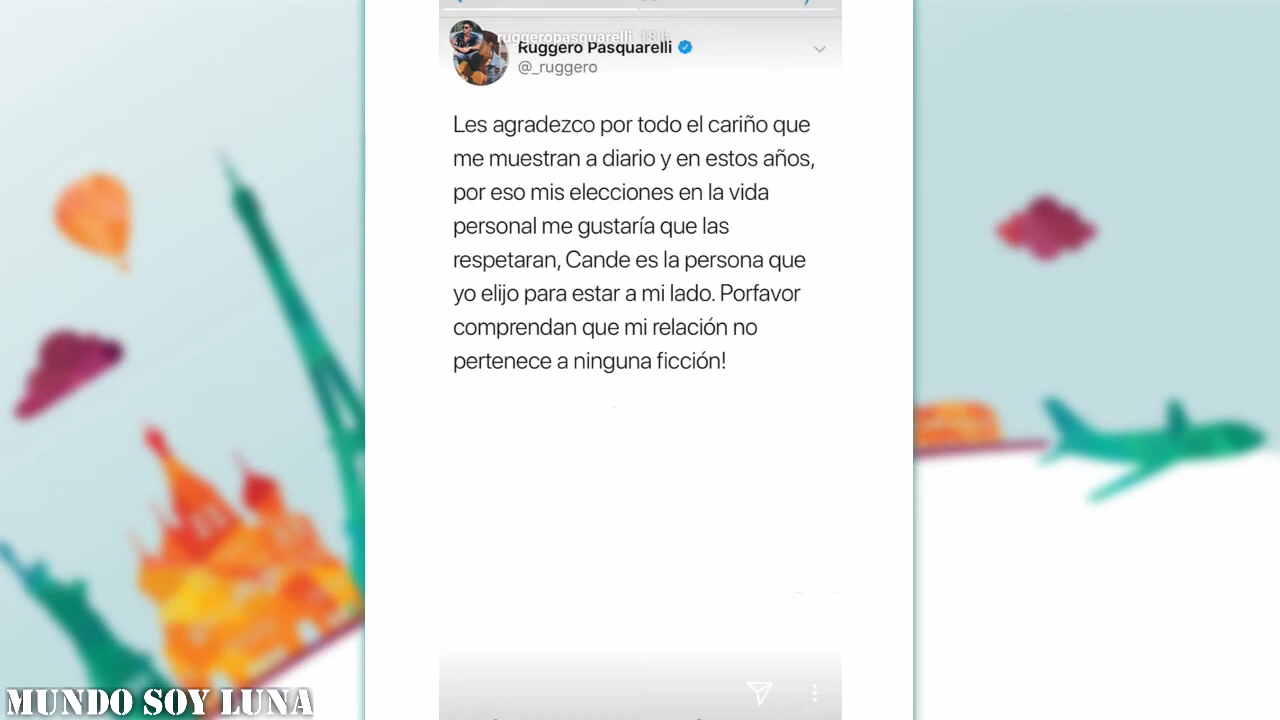 ruggeropasquarelli 18 h
Ruggero Pasquarelli
@_ruggero
Les agradezco por todo el cariño que
me muestran a diario y en estos años,
por eso mis elecciones en la vida
personal me gustaría que las
respetaran, Cande es la persona que
yo elijo para estar a mi lado. Porfavor
comprendan que mi relación no
pertenece a ninguna ficción!
MUNDO SOY LUNA